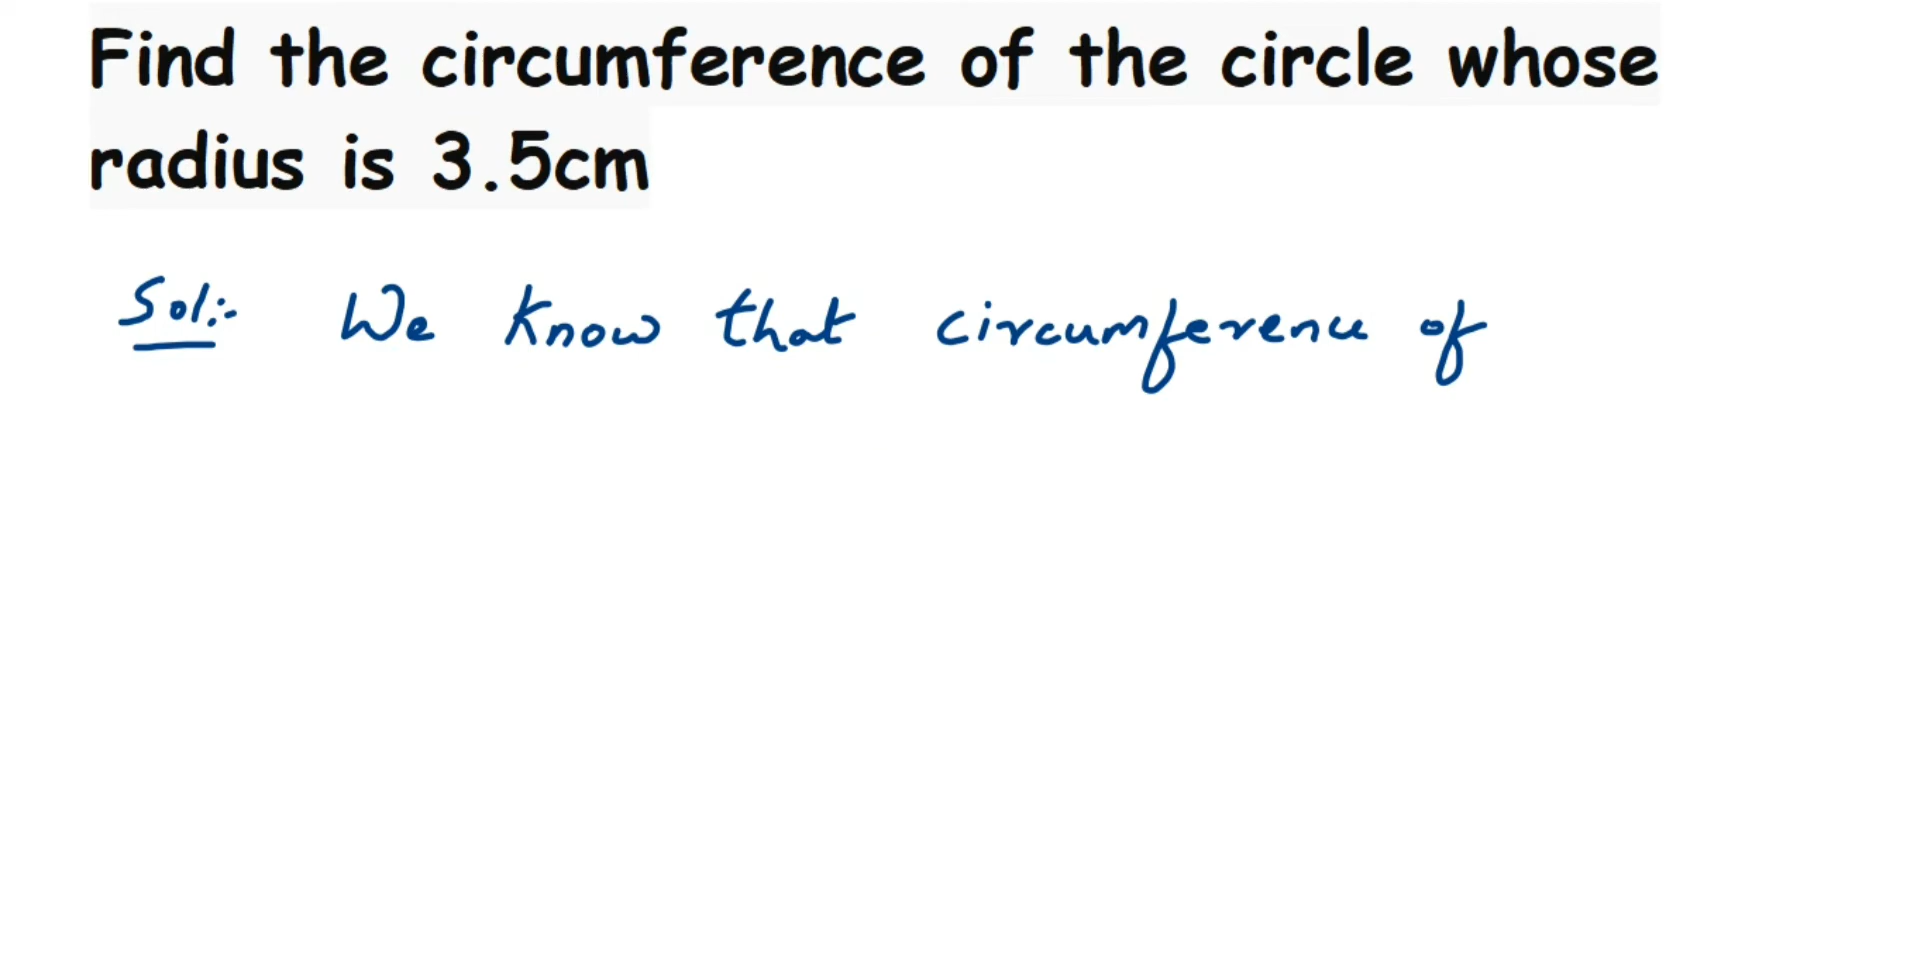 Find the circumference of the circle whose
radius is 3.5cm
Sol:- We know that circumference of